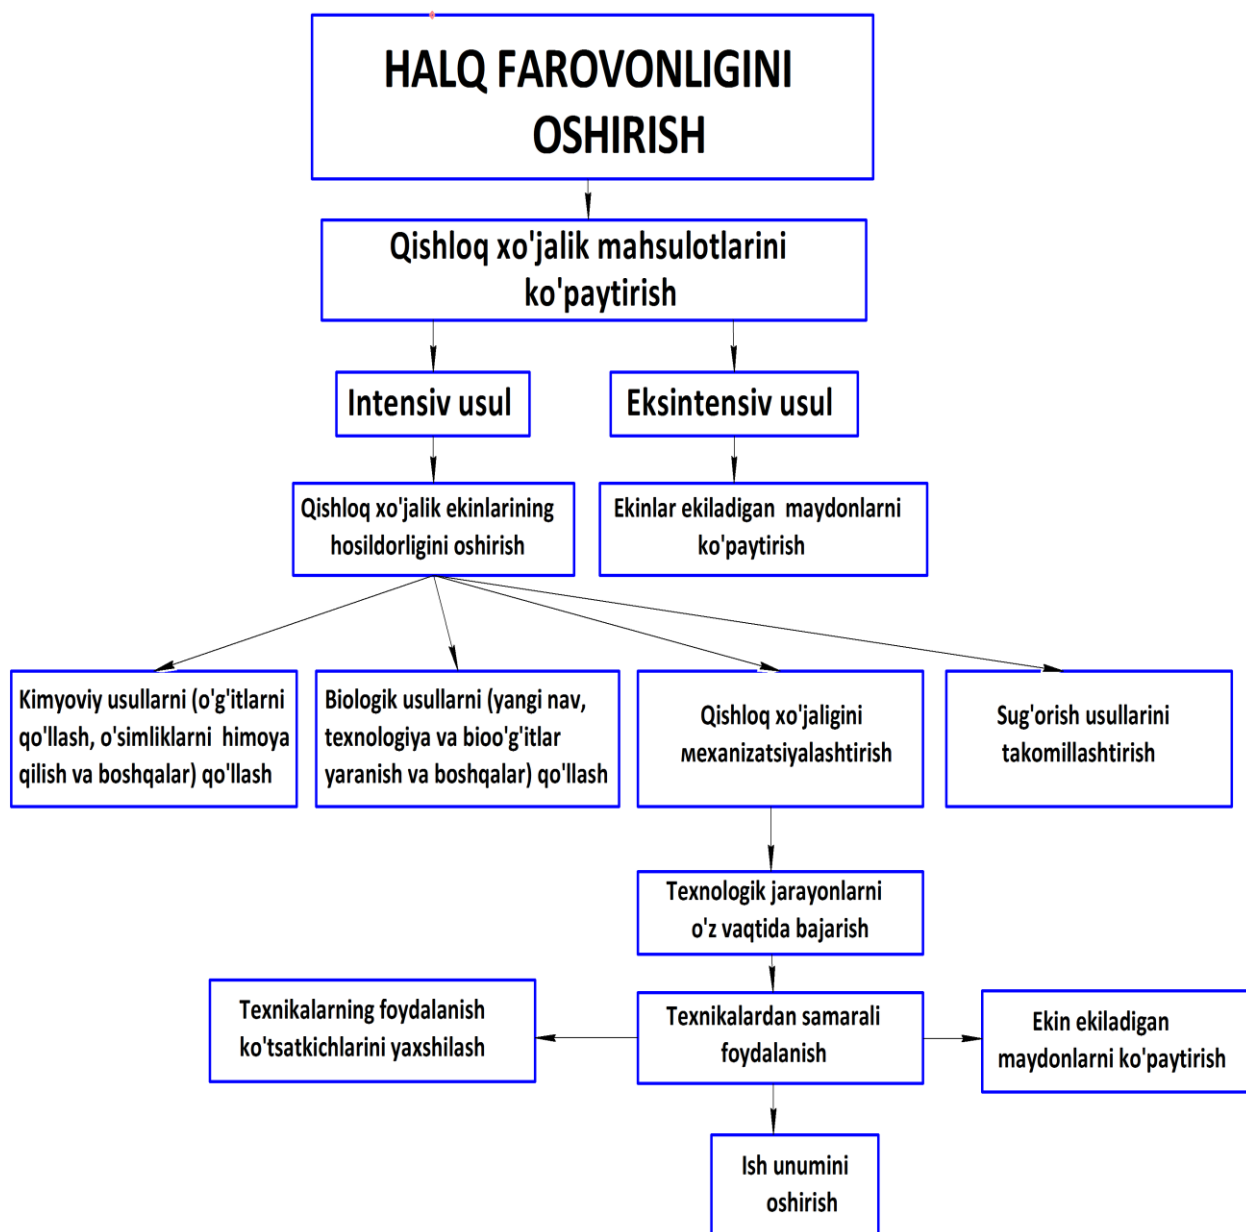 HALQ FAROVONLIGINI
OSHIRISH
Qishloq xo'jalik mahsulotlarini
ko'paytirish
Intensiv usul
Eksintensiv usul
Qishloq xo'jalik ekinlarining
hosildorligini oshirish
Ekinlar ekiladigan maydonlarni
ko'paytirish
Kimyoviy usullarni (o'g'itlarni
qo'llash, o'simliklarni himoya
qilish va boshqalar) qo'llash
Biologik usullarni (yangi nav,
texnologiya va bioo'g'itlar
yaranish va boshqalar) qo'llash
Qishloq xo'jaligini
мexanizatsiyalashtirish
Sug'orish usullarini
takomillashtirish
Texnologik jarayonlarni
o'z vaqtida bajarish
Texnikalarning foydalanish
ko'tsatkichlarini yaxshilash
Texnikalardan samarali
foydalanish
Ekin ekiladigan
maydonlarni ko'paytirish
Ish unumini
oshirish